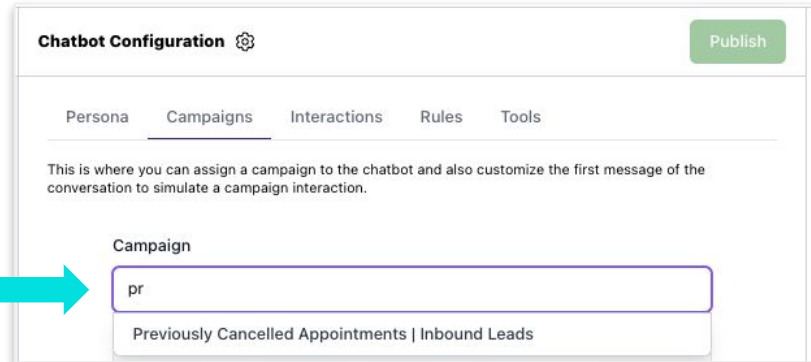 Chatbot Configuration
Publish
Persona Campaigns Interactions Rules Tools
This is where you can assign a campaign to the chatbot and also customize the first message of the
conversation to simulate a campaign interaction.
Campaign
pr
Previously Cancelled Appointments | Inbound Leads